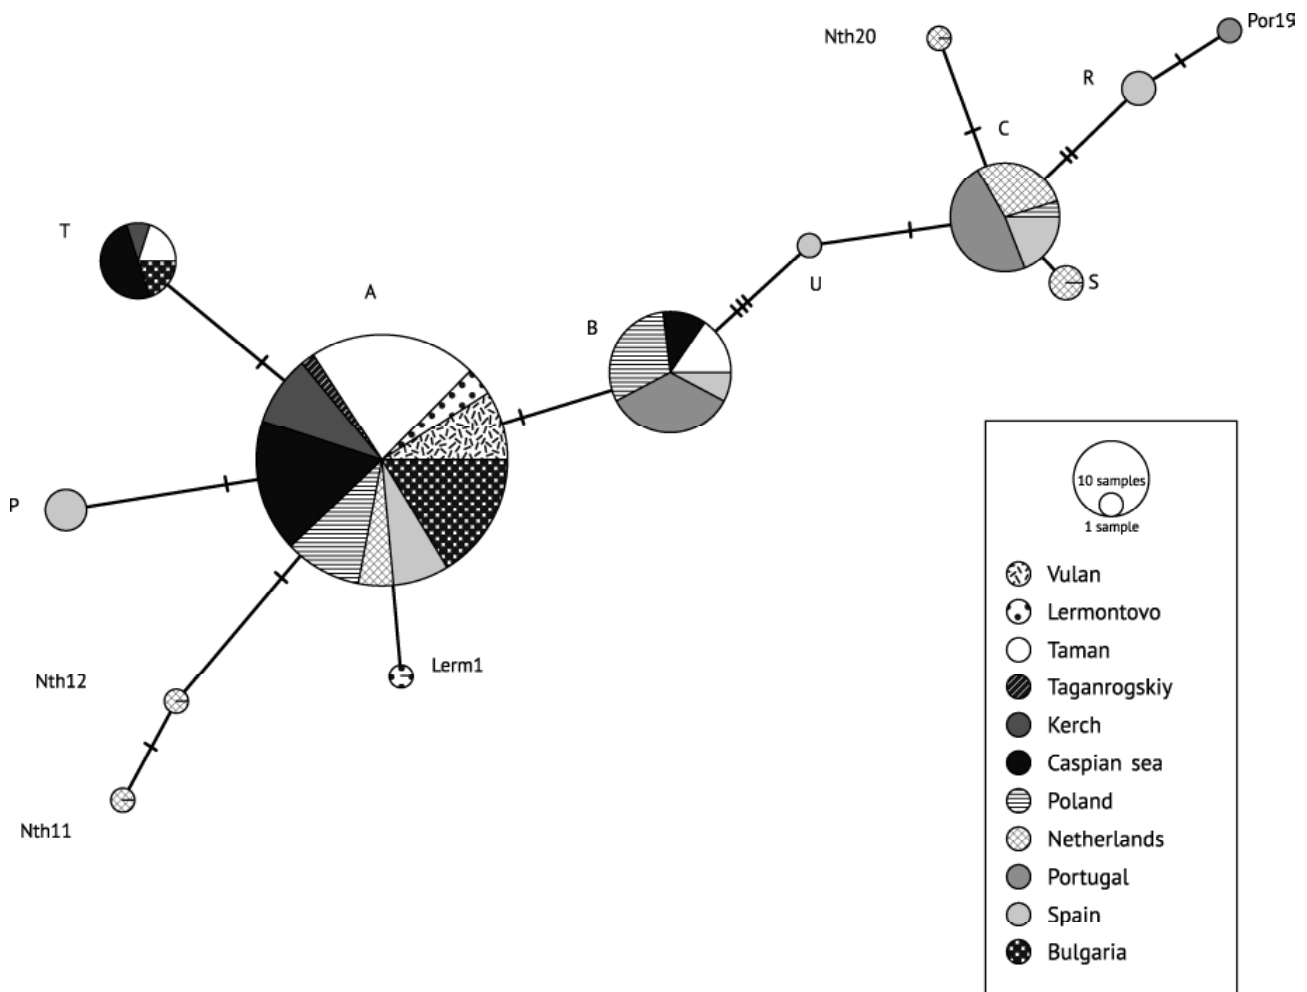 Por19
Nth20
R
C
T
A
U
S
B
P
Lerm1
Nth12
Nth11
10 samples
1 sample
Vulan
Lermontovo
Taman
Taganrogskiy
Kerch
Caspian sea
Poland
Netherlands
Portugal
Spain
Bulgaria